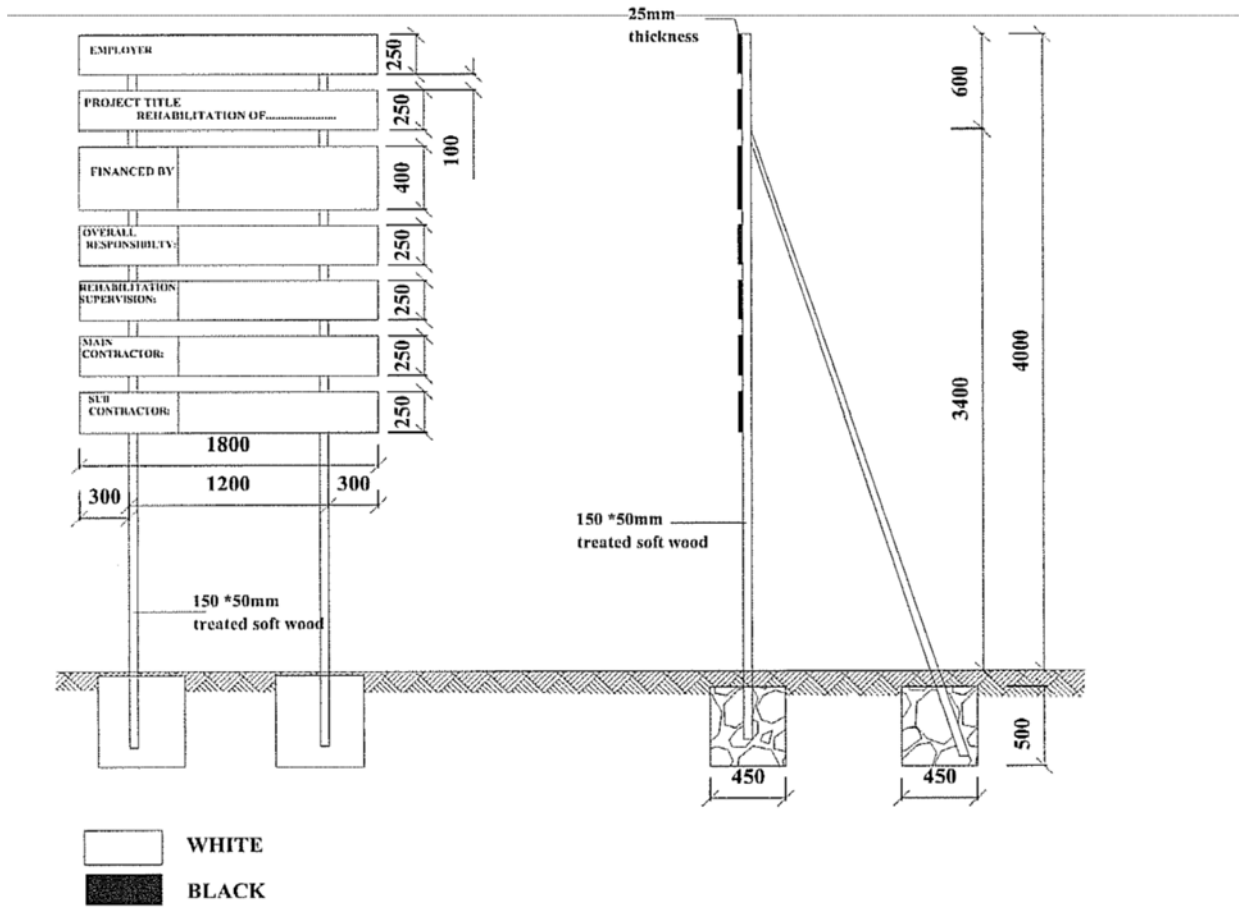 EMPLOYER
PROJECT TITLE
REHABILITATION OF........................
FINANCED BY
OVERALL
RESPONSIBILTY:
REHABILITATION
SUPERVISION:
MAIN
CONTRACTOR:
SUB
CONTRACTOR:
250
250
100
400
250
250
250
250
1800
300
1200
300
150 *50mm
treated soft wood
25mm
thickness
600
4000
3400
150 *50mm
treated soft wood
500
450
450
WHITE
BLACK